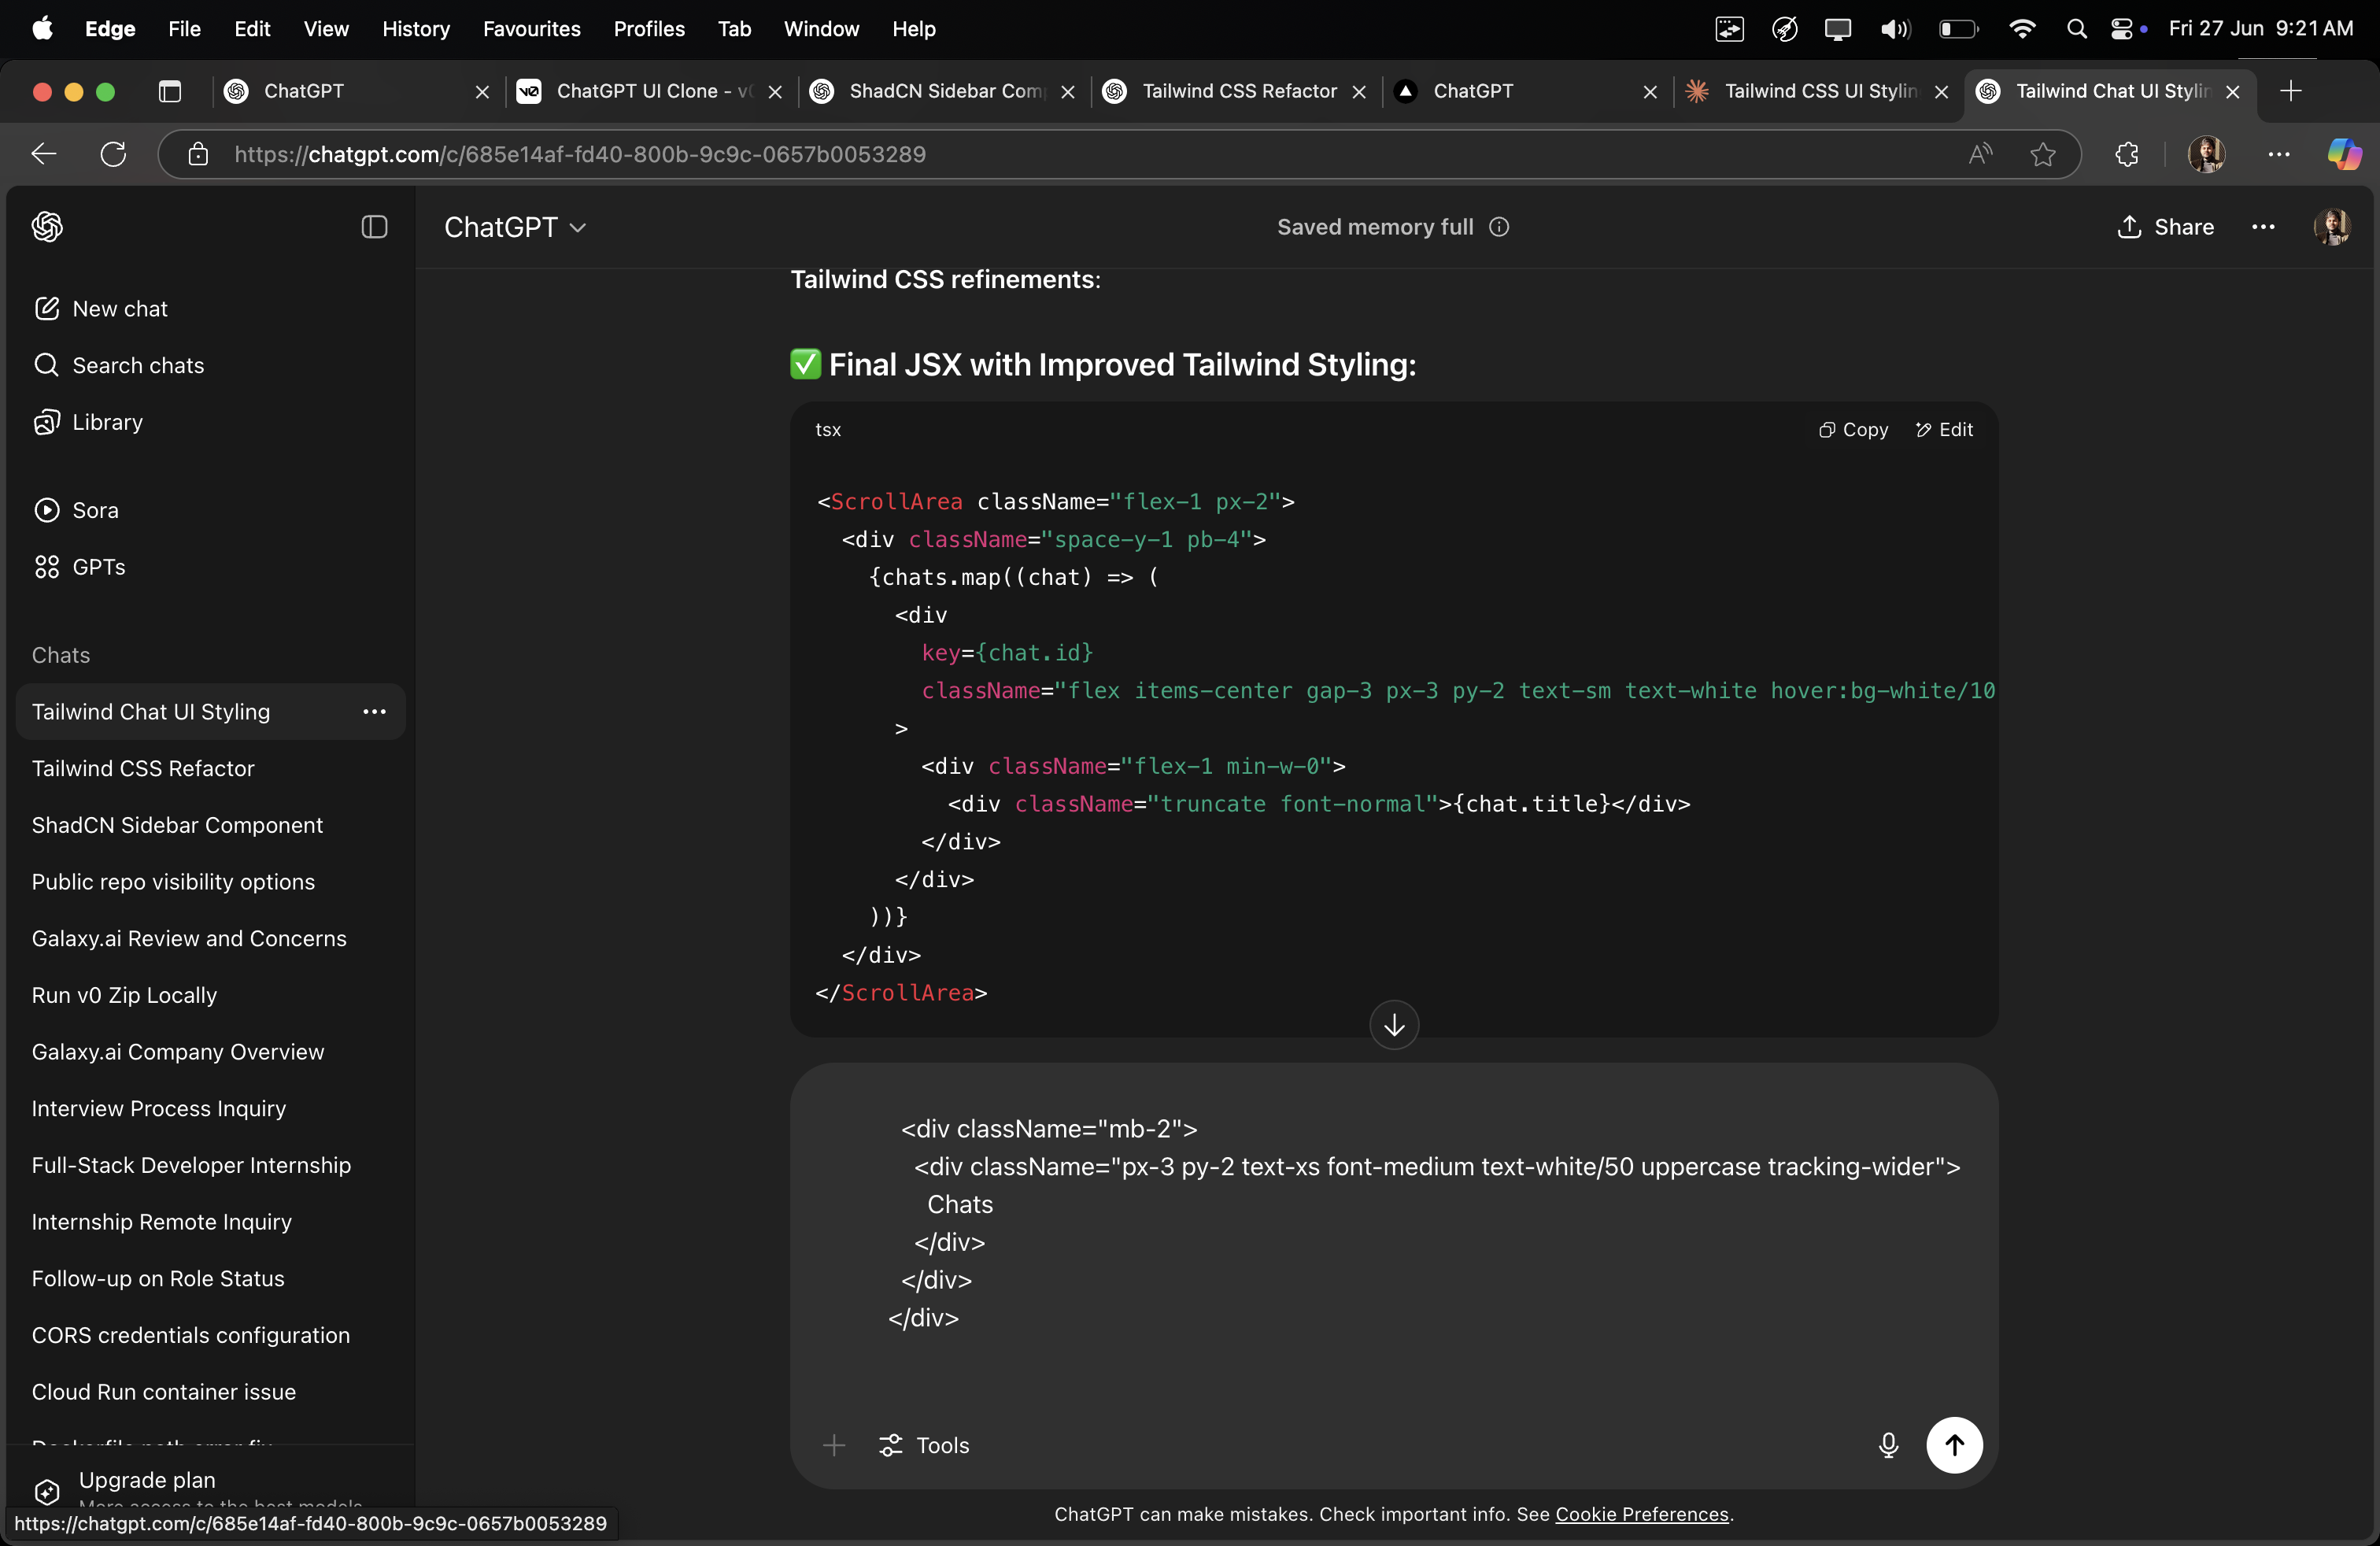 Edge File Edit View History Favourites Profiles Tab Window Help Fri 27 Jun 9:21 AM
ChatGPT
ChatGPT UI Clone - v0
ShadCN Sidebar Com
Tailwind CSS Refactor
ChatGPT
Tailwind CSS UI Stylin
Tailwind Chat UI Stylin
https://chatgpt.com/c/685e14af-fd40-800b-9c9c-0657b0053289
ChatGPT
Saved memory full
Share
New chat
Search chats
Library
Sora
GPTs
Chats
Tailwind Chat UI Styling
Tailwind CSS Refactor
ShadCN Sidebar Component
Public repo visibility options
Galaxy.ai Review and Concerns
Run v0 Zip Locally
Galaxy.ai Company Overview
Interview Process Inquiry
Full-Stack Developer Internship
Internship Remote Inquiry
Follow-up on Role Status
CORS credentials configuration
Cloud Run container issue
Upgrade plan
More access to the best models
https://chatgpt.com/c/685e14af-fd40-800b-9c9c-0657b0053289
Tailwind CSS refinements:
✅ Final JSX with Improved Tailwind Styling:
tsx
Copy
Edit
<ScrollArea className="flex-1 px-2">
<div className="space-y-1 pb-4">
{chats.map((chat) => (
<div
key={chat.id}
className="flex items-center gap-3 px-3 py-2 text-sm text-white hover:bg-white/10
>
<div className="flex-1 min-w-0">
<div className="truncate font-normal">{chat.title}</div>
</div>
</div>
))}
</div>
</ScrollArea>
<div className="mb-2">
<div className="px-3 py-2 text-xs font-medium text-white/50 uppercase tracking-wider">
Chats
</div>
</div>
</div>
Tools
ChatGPT can make mistakes. Check important info. See Cookie Preferences.